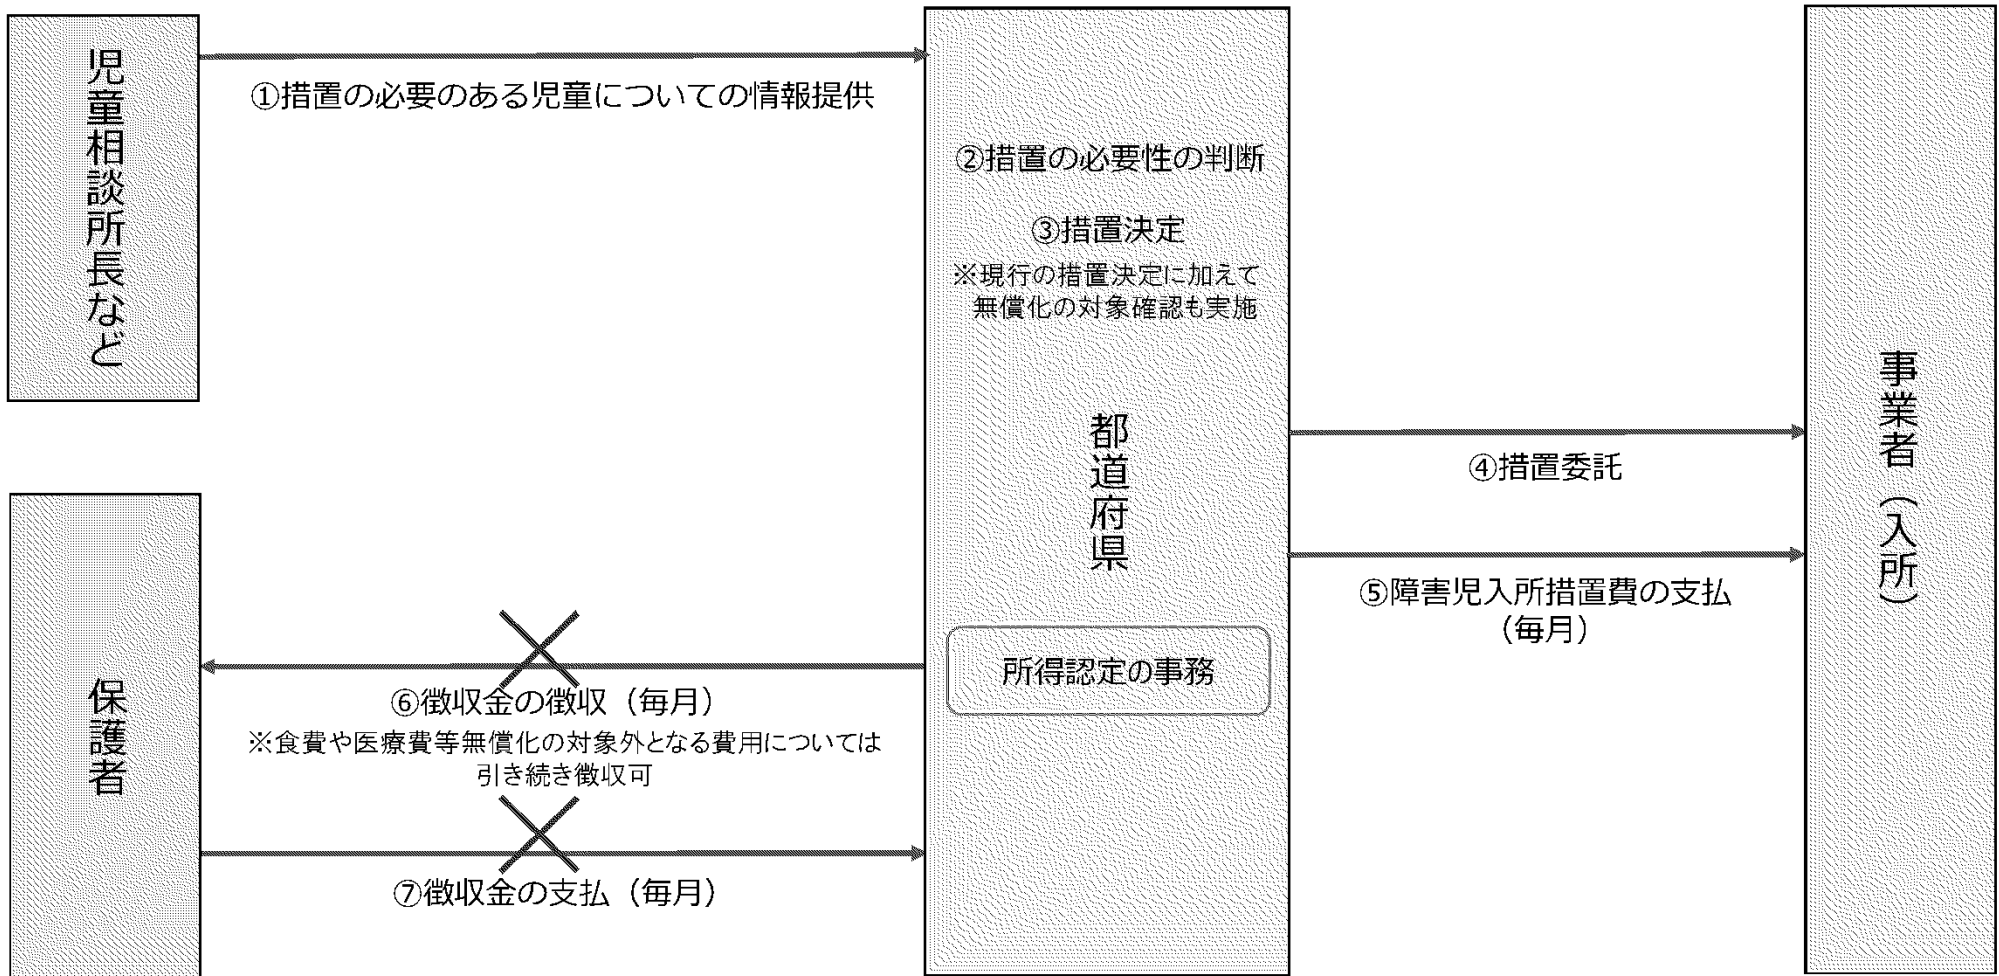 児童相談所長など
①措置の必要のある児童についての情報提供
②措置の必要性の判断
③措置決定
※現行の措置決定に加えて
無償化の対象確認も実施
都道府県
所得認定の事務
④措置委託
⑤障害児入所措置費の支払
（毎月）
事業者（入所）
保護者
⑥徴収金の徴収（毎月）
※食費や医療費等無償化の対象外となる費用については
引き続き徴収可
⑦徴収金の支払（毎月）